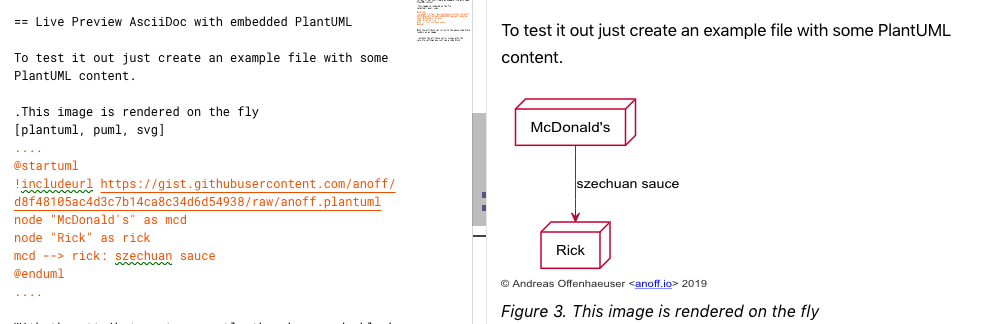 == Live Preview AsciiDoc with embedded PlantUML
To test it out just create an example file with some
PlantUML content.
.This image is rendered on the fly
[plantuml, puml, svg]
....
@startuml
!includeurl https://gist.githubusercontent.com/anoff/
d8f48105ac4d3c7b14ca8c34d6d54938/raw/anoff.plantuml
node "McDonald's" as mcd
node "Rick" as rick
mcd --> rick: szechuan sauce
@enduml
....
To test it out just create an example file with some PlantUML
content.
McDonald's
szechuan sauce
Rick
© Andreas Offenhaeuser <anoff.io> 2019
Figure 3. This image is rendered on the fly